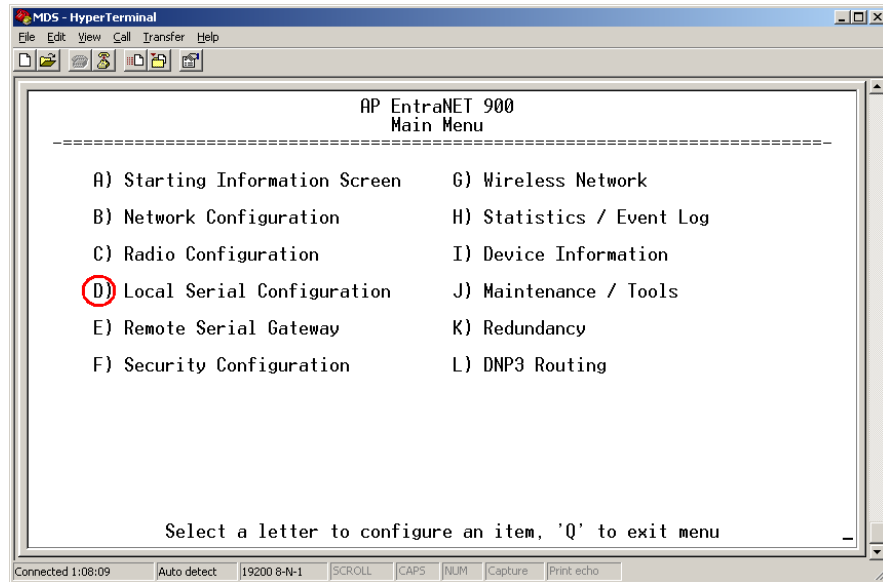 MDS - HyperTerminal
File Edit View Call Transfer Help
AP EntraNET 900
Main Menu
-==========================================================================-
A) Starting Information Screen
B) Network Configuration
C) Radio Configuration
D) Local Serial Configuration
E) Remote Serial Gateway
F) Security Configuration
G) Wireless Network
H) Statistics / Event Log
I) Device Information
J) Maintenance / Tools
K) Redundancy
L) DNP3 Routing
Select a letter to configure an item, 'Q' to exit menu _
Connected 1:08:09 Auto detect 19200 8-N-1 SCROLL CAPS NUM Capture Print echo